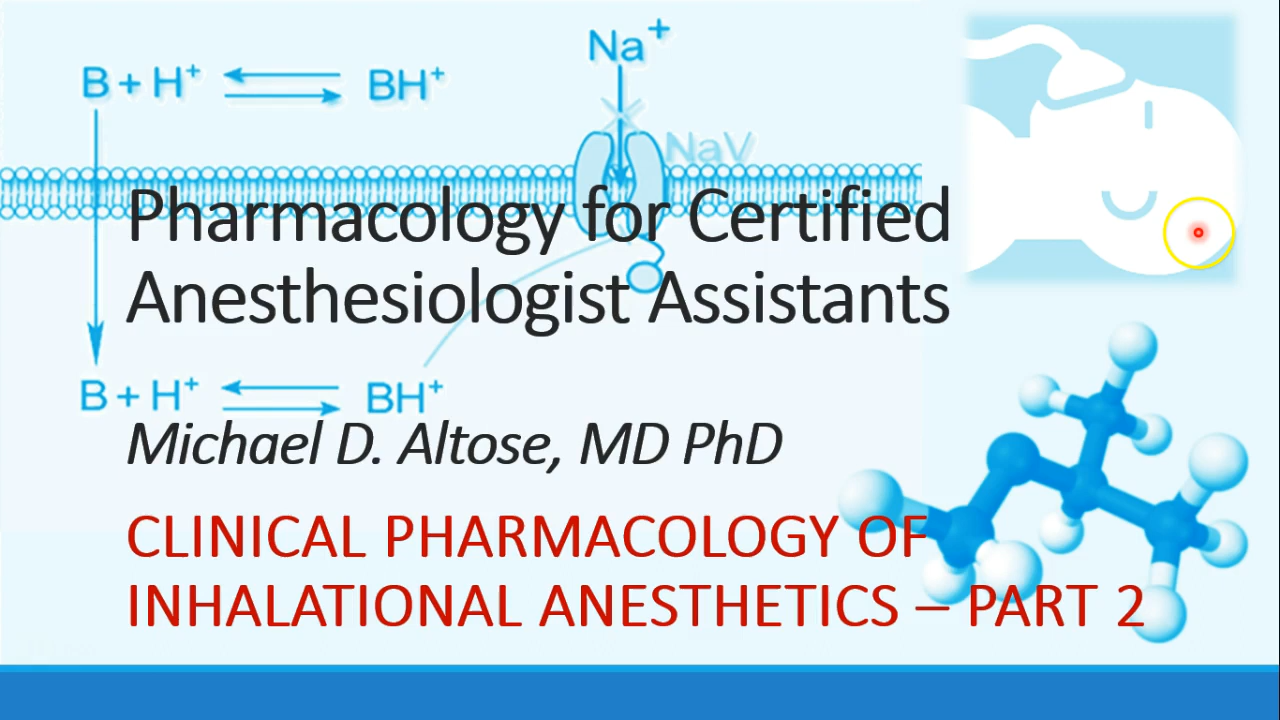 Na⁺
B + H⁺ BH⁺
NaV
Pharmacology for Certified
Anesthesiologist Assistants
B + H⁺ BH⁺
Michael D. Altose, MD PhD
CLINICAL PHARMACOLOGY OF
INHALATIONAL ANESTHETICS – PART 2